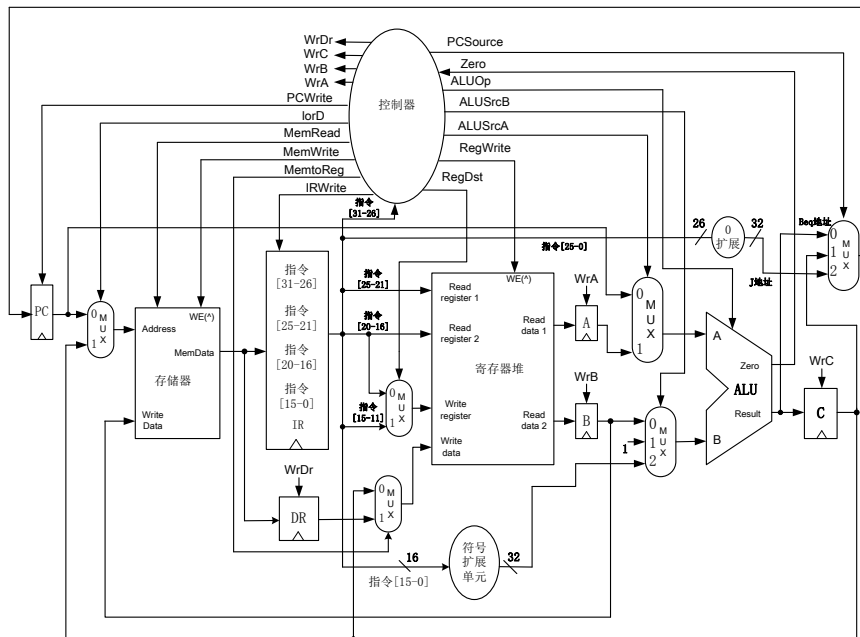 WrDr
WrC
WrB
WrA
PCWrite
IorD
MemRead
MemWrite
MemtoReg
IRWrite
控制器
PCSource
Zero
ALUOp
ALUSrcB
ALUSrcA
RegWrite
RegDst
指令
[31-26]
26
0
扩展
32
指令[25-0]
Beq地址
J地址
0
1
2
M
U
X
PC
0
1
M
U
X
Address
WE(^)
MemData
存储器
Write
Data
指令
[31-26]
指令
[25-21]
指令
[20-16]
指令
[15-0]
IR
指令
[25-21]
指令
[20-16]
指令
[15-11]
0
1
M
U
X
WE(^)
Read
register 1
Read
register 2
Write
register
Write
data
Read
data 1
Read
data 2
寄存器堆
WrA
A
WrB
B
0
1
M
U
X
0
1
2
M
U
X
1
A
B
Zero
ALU
Result
WrC
C
WrDr
DR
0
1
M
U
X
16
指令[15-0]
符号
扩展
单元
32